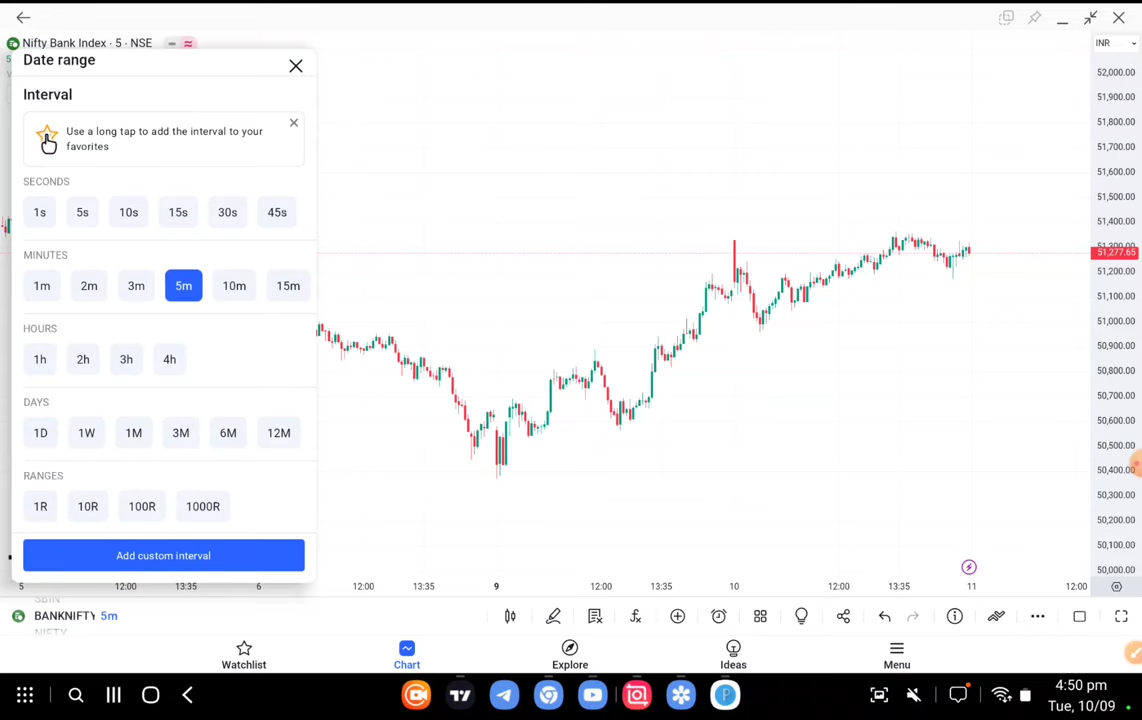 Nifty Bank Index · 5 · NSE
INR
Date range
Interval
Use a long tap to add the interval to your
favorites
SECONDS
1s 5s 10s 15s 30s 45s
MINUTES
1m 2m 3m 5m 10m 15m
HOURS
1h 2h 3h 4h
DAYS
1D 1W 1M 3M 6M 12M
RANGES
1R 10R 100R 1000R
Add custom interval
52,000.00
51,900.00
51,800.00
51,700.00
51,600.00
51,500.00
51,400.00
51,300.00
51,277.65
51,200.00
51,100.00
51,000.00
50,900.00
50,800.00
50,700.00
50,600.00
50,500.00
50,400.00
50,300.00
50,200.00
50,100.00
50,000.00
5 12:00 13:35 6 12:00 13:35 9 12:00 13:35 10 12:00 13:35 11 12:00
SBIN
BANKNIFTY 5m
NIFTY
Watchlist Chart Explore Ideas Menu
4:50 pm
Tue, 10/09